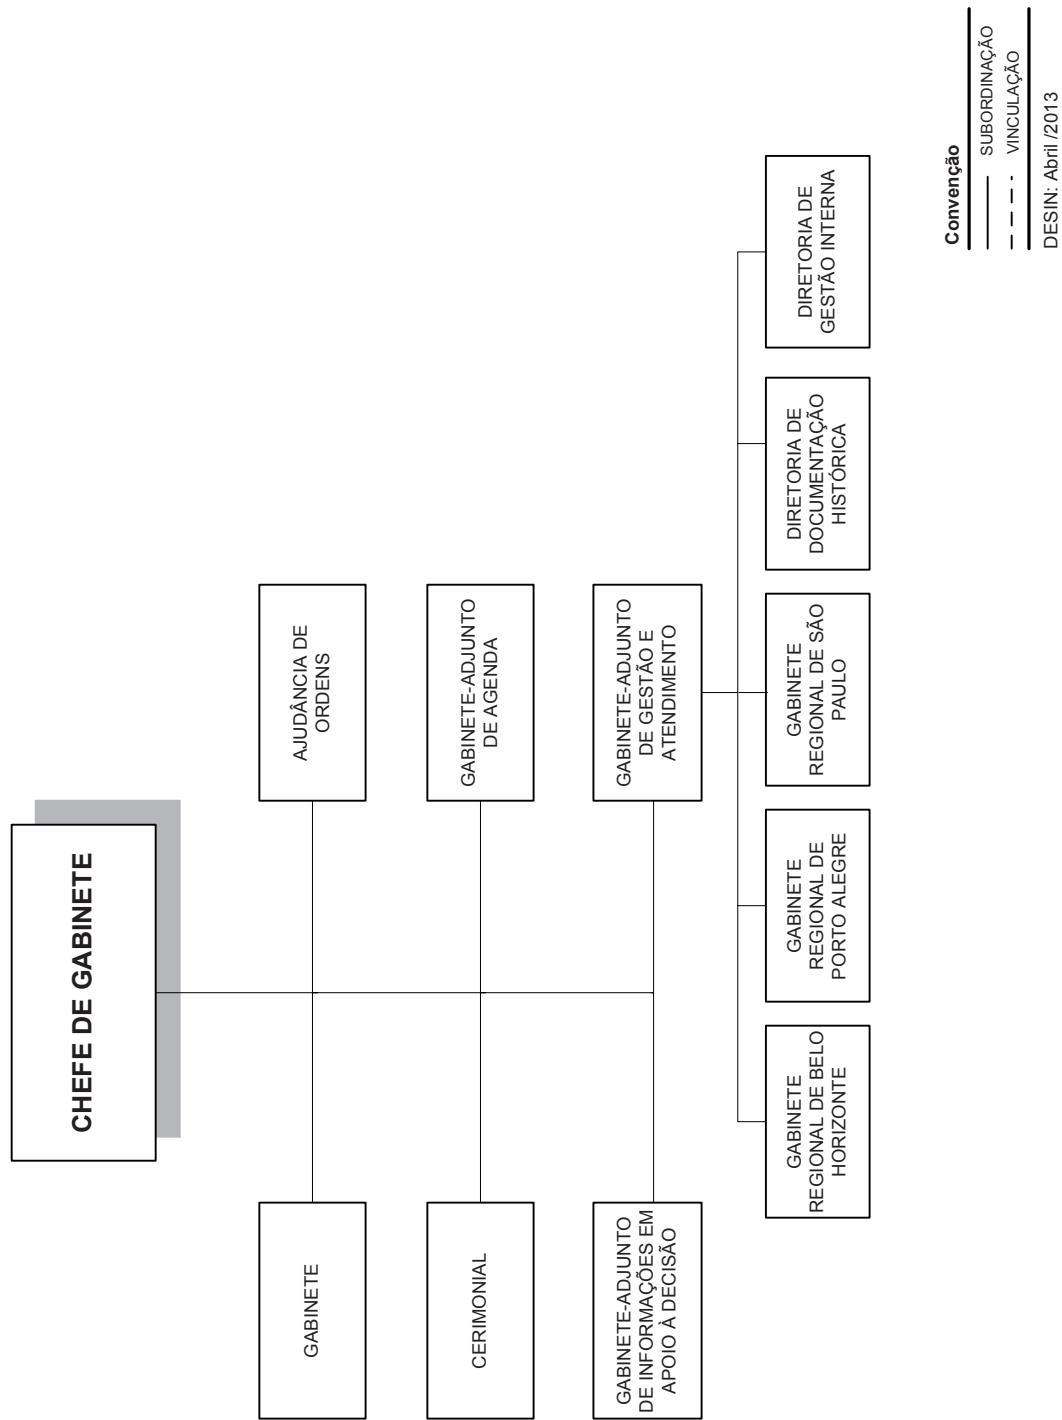 CHEFE DE GABINETE
GABINETE
AJUDÂNCIA DE
ORDENS
CERIMONIAL
GABINETE-ADJUNTO
DE AGENDA
GABINETE-ADJUNTO
DE INFORMAÇÕES EM
APOIO À DECISÃO
GABINETE-ADJUNTO
DE GESTÃO E
ATENDIMENTO
GABINETE
REGIONAL DE BELO
HORIZONTE
GABINETE
REGIONAL DE
PORTO ALEGRE
GABINETE
REGIONAL DE SÃO
PAULO
DIRETORIA DE
DOCUMENTAÇÃO
HISTÓRICA
DIRETORIA DE
GESTÃO INTERNA
Convenção
SUBORDINAÇÃO
VINCULAÇÃO
DESIN: Abril /2013